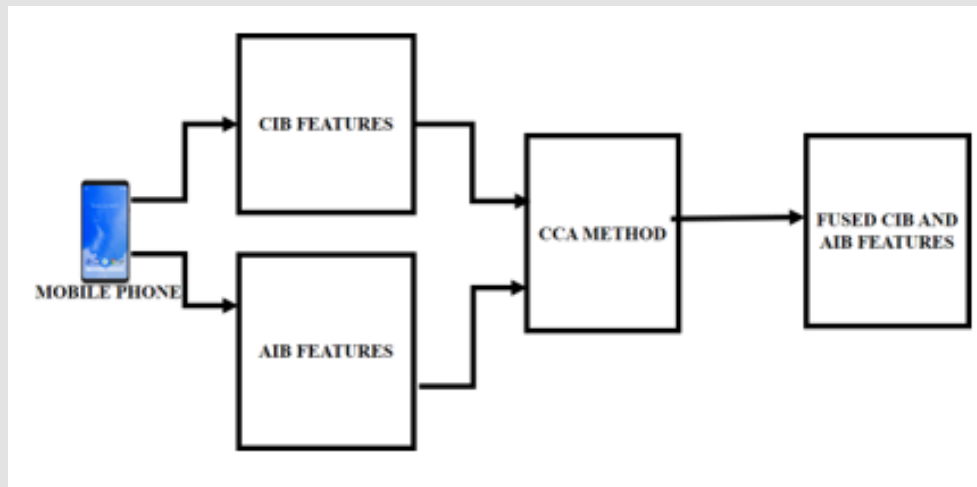 CIB FEATURES
MOBILE PHONE
AIB FEATURES
CCA METHOD
FUSED CIB AND
AIB FEATURES